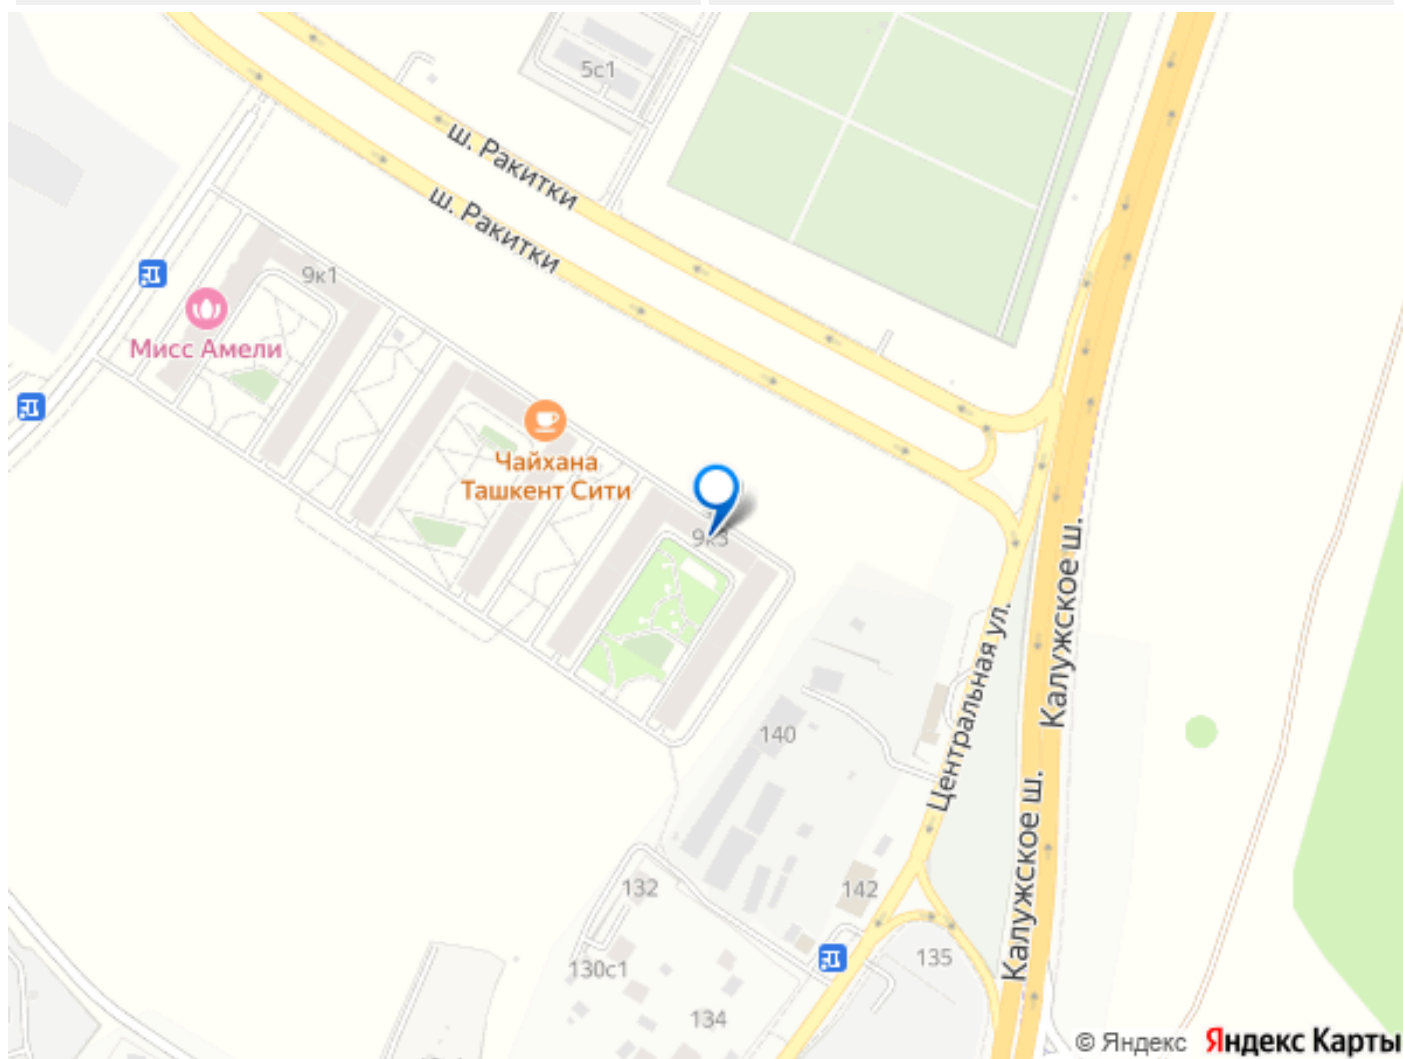 5с1
ш. Ракитки
ш. Ракитки
9к1
Мисс Амели
Чайхана
Ташкент Сити
9к3
Калужское ш.
Центральная ул.
140
Калужское ш.
132
142
130с1
135
134
© Яндекс Яндекс Карты